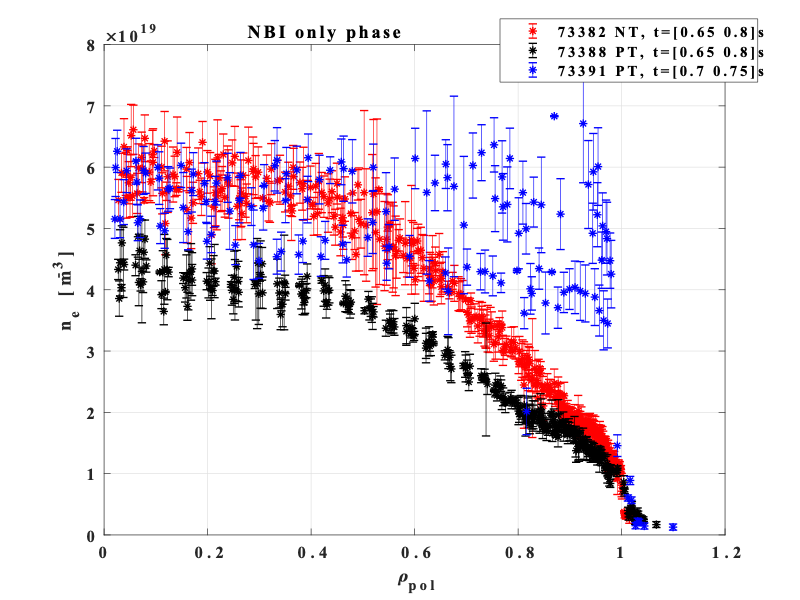 ×10^19
NBI only phase
73382 NT, t=[0.65 0.8]s
73388 PT, t=[0.65 0.8]s
73391 PT, t=[0.7 0.75]s
8
7
6
5
4
3
2
1
0
n_e [m^3]
0 0.2 0.4 0.6 0.8 1 1.2
ρ_pol